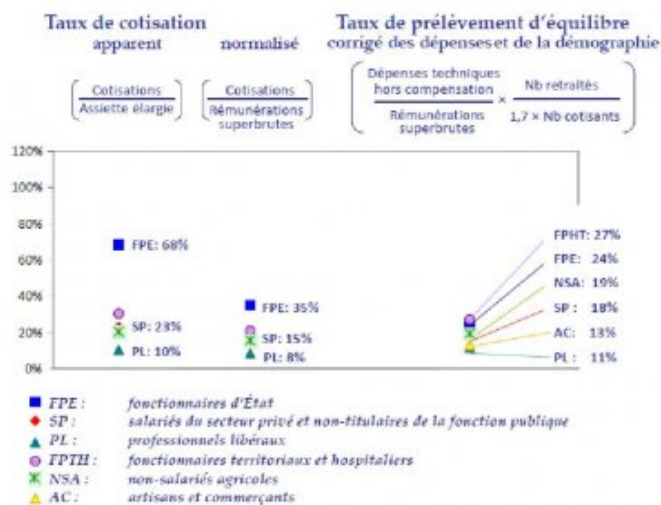 Taux de cotisation
apparent
normalisé
Taux de prélèvement d'équilibre
corrigé des dépenses et de la démographie
Cotisations
Assiette élargie
Cotisations
Rémunérations
superbrutes
Dépenses techniques
hors compensation
Rémunérations
superbrutes
×
Nb retraités
1,7 × Nb cotisants
120%
100%
80%
60%
40%
20%
0%
FPE: 68%
SP: 23%
PL: 10%
FPE: 35%
SP: 15%
PL: 8%
FPHT: 27%
FPE: 24%
NSA: 19%
SP: 18%
AC: 13%
PL: 11%
FPE : fonctionnaires d'État
SP : salariés du secteur privé et non-titulaires de la fonction publique
PL : professionnels libéraux
FPTH : fonctionnaires territoriaux et hospitaliers
NSA : non-salariés agricoles
AC : artisans et commerçants